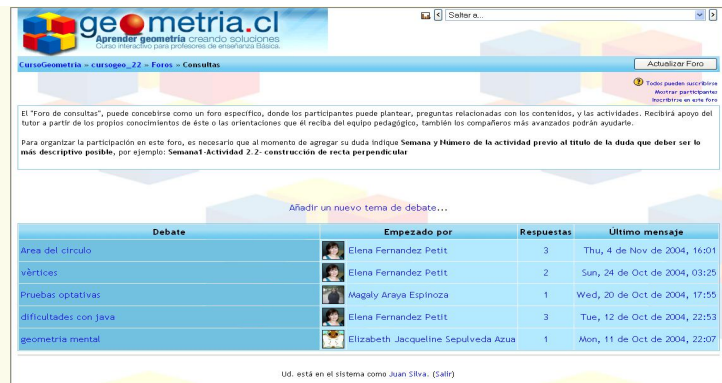 geometria.cl
Aprender geometría creando soluciones
Curso interactivo para profesores de enseñanza Básica.
Saltar a...
CursoGeometria » cursogeo_22 » Foros » Consultas
Actualizar Foro
Todos pueden suscribirse
Mostrar participantes
Inscribirse en este foro
El "Foro de consultas", puede concebirse como un foro específico, donde los participantes puede plantear, preguntas relacionadas con los contenidos, y las actividades. Recibirá apoyo del
tutor a partir de los propios conocimientos de éste o las orientaciones que él reciba del equipo pedagógico, también los compañeros más avanzados podrán ayudarle.
Para organizar la participación en este foro, es necesario que al momento de agregar su duda indique Semana y Número de la actividad previo al titulo de la duda que deber ser lo
más descriptivo posible, por ejemplo: Semana1-Actividad 2.2- construcción de recta perpendicular
Añadir un nuevo tema de debate...
Debate Empezado por Respuestas Último mensaje
Area del circulo Elena Fernandez Petit 3 Thu, 4 de Nov de 2004, 16:01
vèrtices Elena Fernandez Petit 2 Sun, 24 de Oct de 2004, 03:25
Pruebas optativas Magaly Araya Espinoza 1 Wed, 20 de Oct de 2004, 17:55
dificultades con java Elena Fernandez Petit 3 Tue, 12 de Oct de 2004, 22:53
geometria mental Elizabeth Jacqueline Sepulveda Azua 1 Mon, 11 de Oct de 2004, 22:07
Ud. está en el sistema como Juan Silva. (Salir)